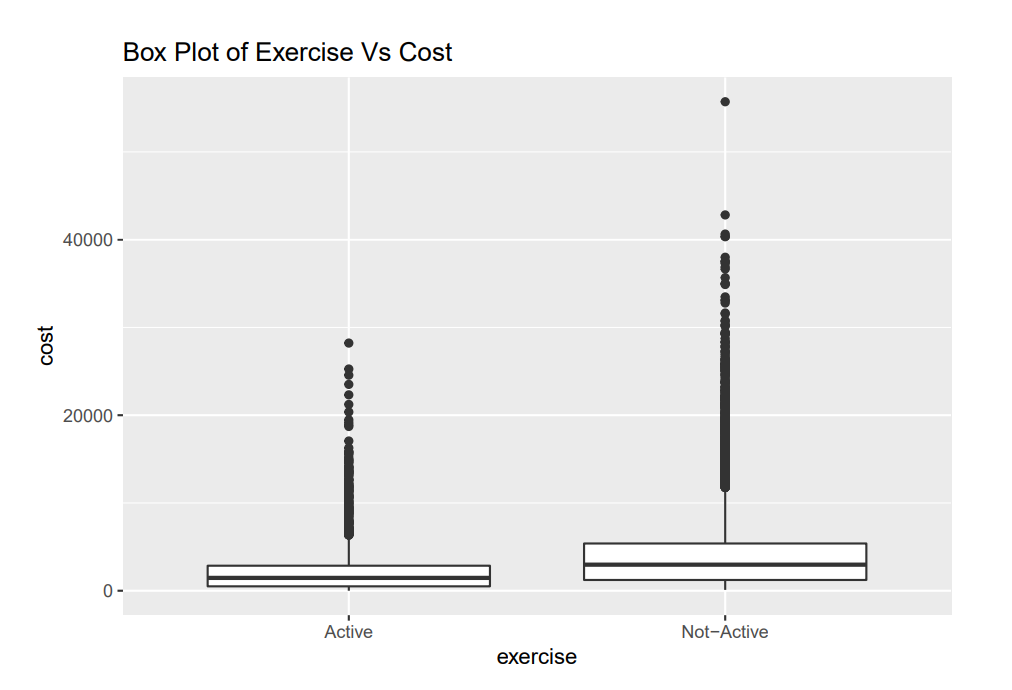 Box Plot of Exercise Vs Cost
40000
20000
0
cost
Active
Not−Active
exercise